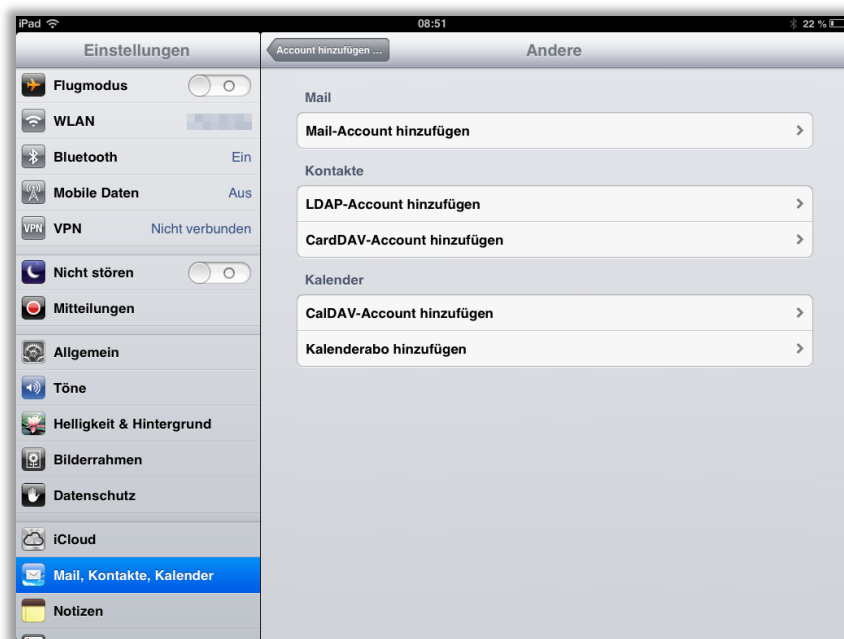 iPad 08:51 22 %
Einstellungen
Flugmodus
WLAN
Bluetooth Ein
Mobile Daten Aus
VPN VPN Nicht verbunden
Nicht stören
Mitteilungen
Allgemein
Töne
Helligkeit & Hintergrund
Bilderrahmen
Datenschutz
iCloud
Mail, Kontakte, Kalender
Notizen
Account hinzufügen ... Andere
Mail
Mail-Account hinzufügen
Kontakte
LDAP-Account hinzufügen
CardDAV-Account hinzufügen
Kalender
CalDAV-Account hinzufügen
Kalenderabo hinzufügen